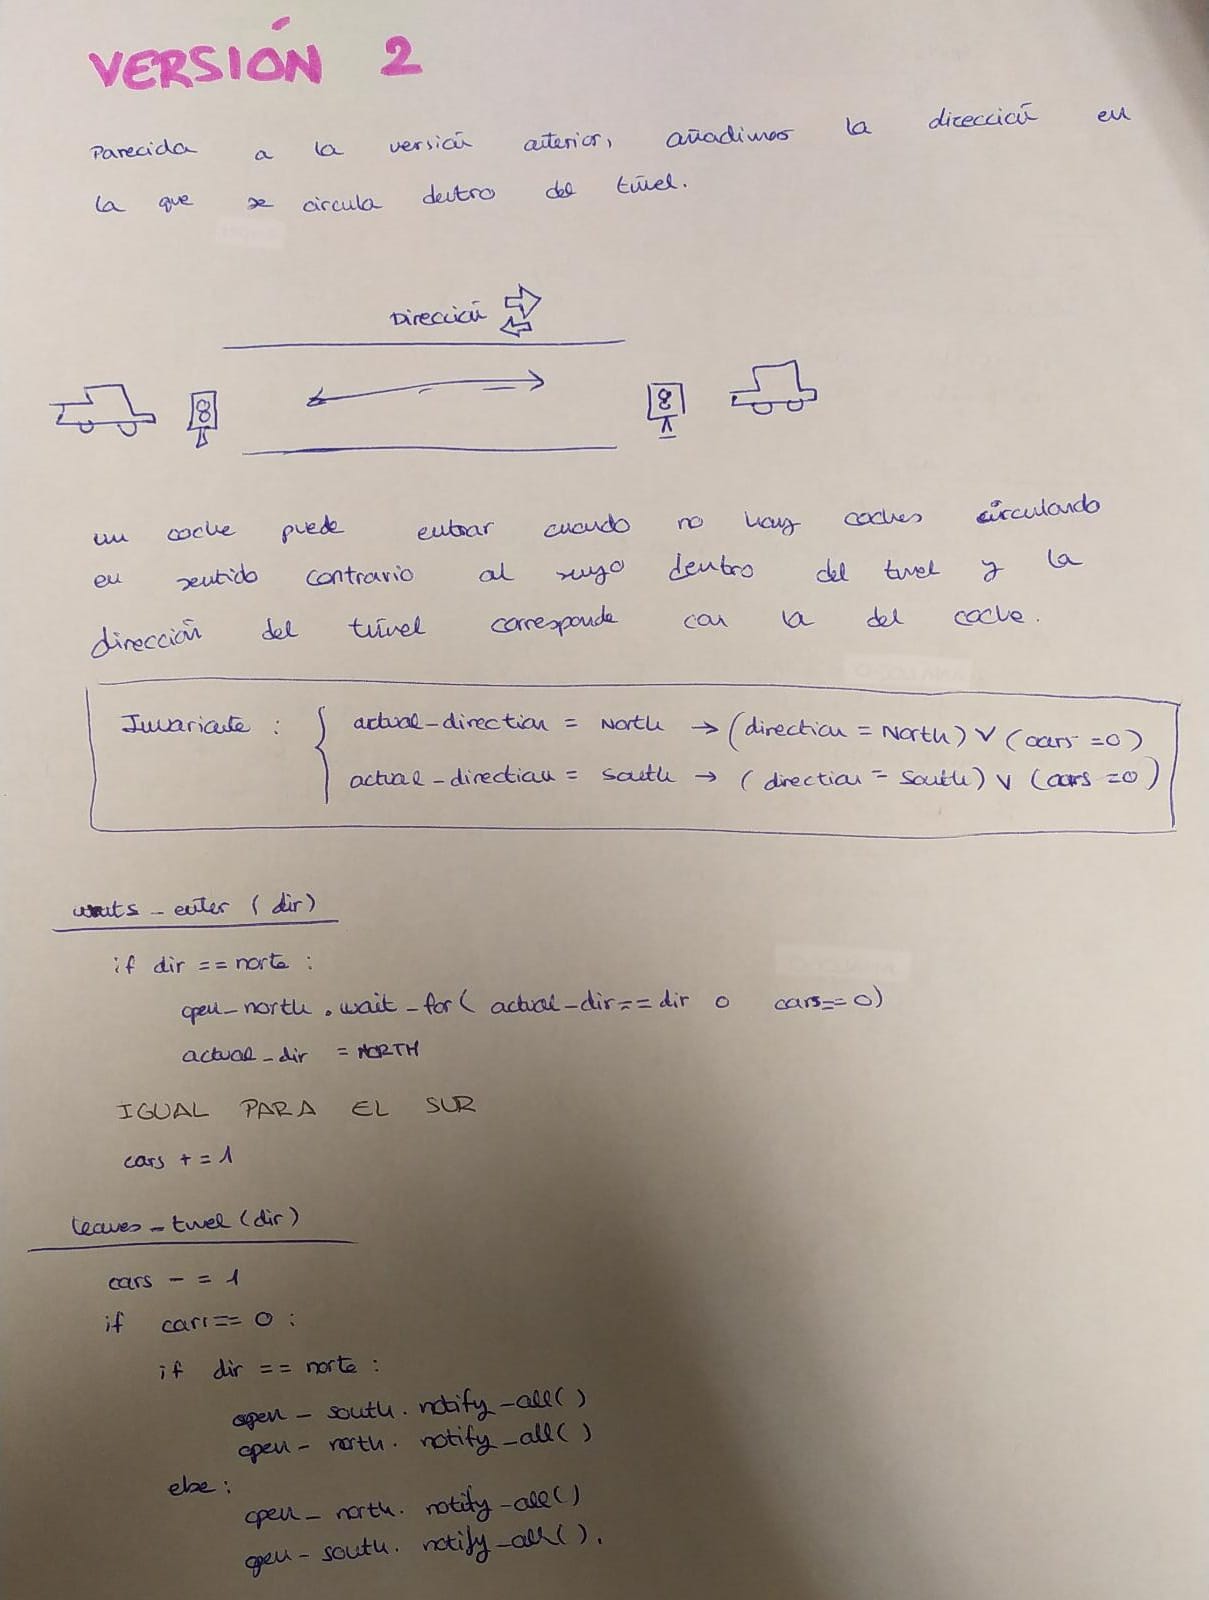 VERSIÓN 2
Parecida a la versión anterior, añadimos la dirección en
la que se circula dentro del túnel.
Dirección
un coche puede entrar cuando no hay coches circulando
en sentido contrario al suyo dentro del tunel y la
dirección del túnel corresponde con la del coche.
Invariante : { actual-direction = North → (direction = North) ∨ (cars = 0)
actual-direction = South → (direction = South) ∨ (cars = 0)
wants_enter (dir)
if dir == norte :
open_north.wait_for( actual_dir == dir o cars == 0)
actual_dir = NORTH
IGUAL PARA EL SUR
cars += 1
leaves_tunel (dir)
cars -= 1
if cars == 0 :
if dir == norte :
open_south.notify_all()
open_north.notify_all()
else :
open_north.notify_all()
open_south.notify_all().